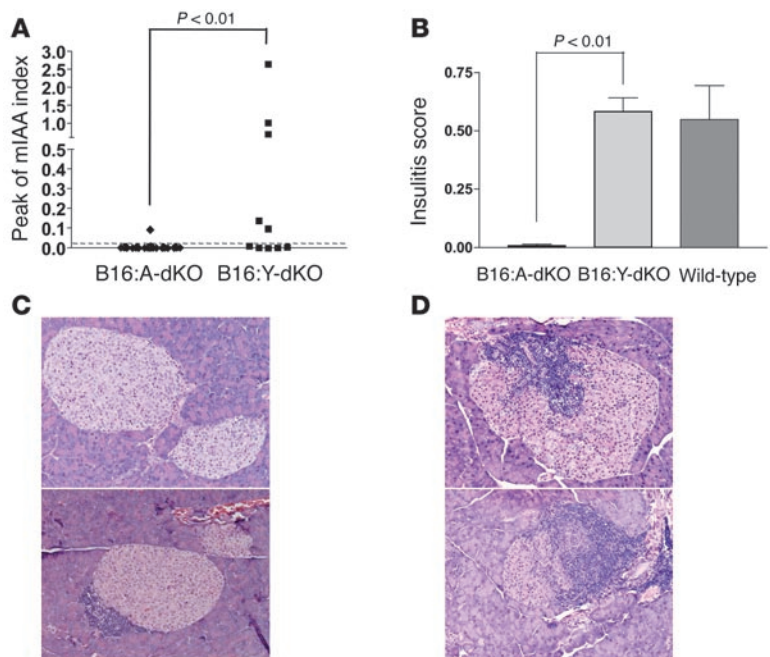 A
P < 0.01
Peak of mIAA index
3.0
2.5
2.0
1.5
1.0
0.5
0.4
0.3
0.2
0.1
0.0
B16:A-dKO B16:Y-dKO
B
P < 0.01
Insulitis score
0.75
0.50
0.25
0.00
B16:A-dKO B16:Y-dKO Wild-type
C
D